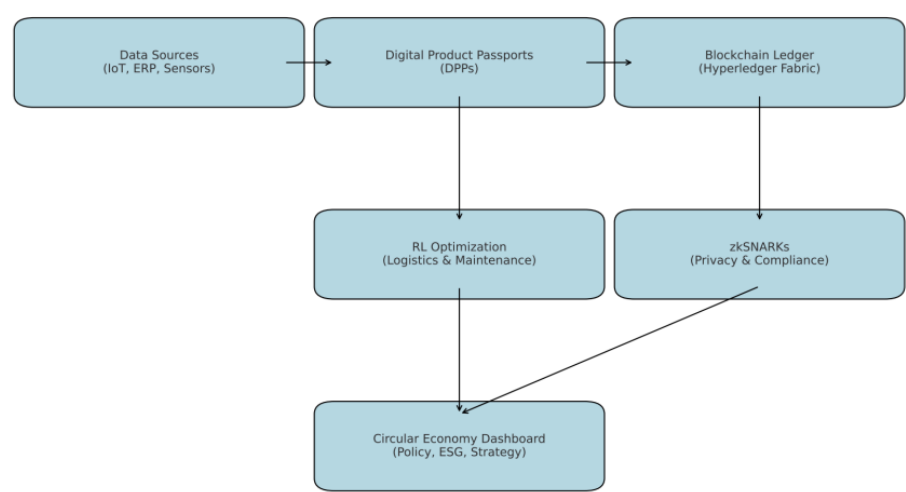 Data Sources
(IoT, ERP, Sensors)
Digital Product Passports
(DPPs)
Blockchain Ledger
(Hyperledger Fabric)
RL Optimization
(Logistics & Maintenance)
zkSNARKs
(Privacy & Compliance)
Circular Economy Dashboard
(Policy, ESG, Strategy)